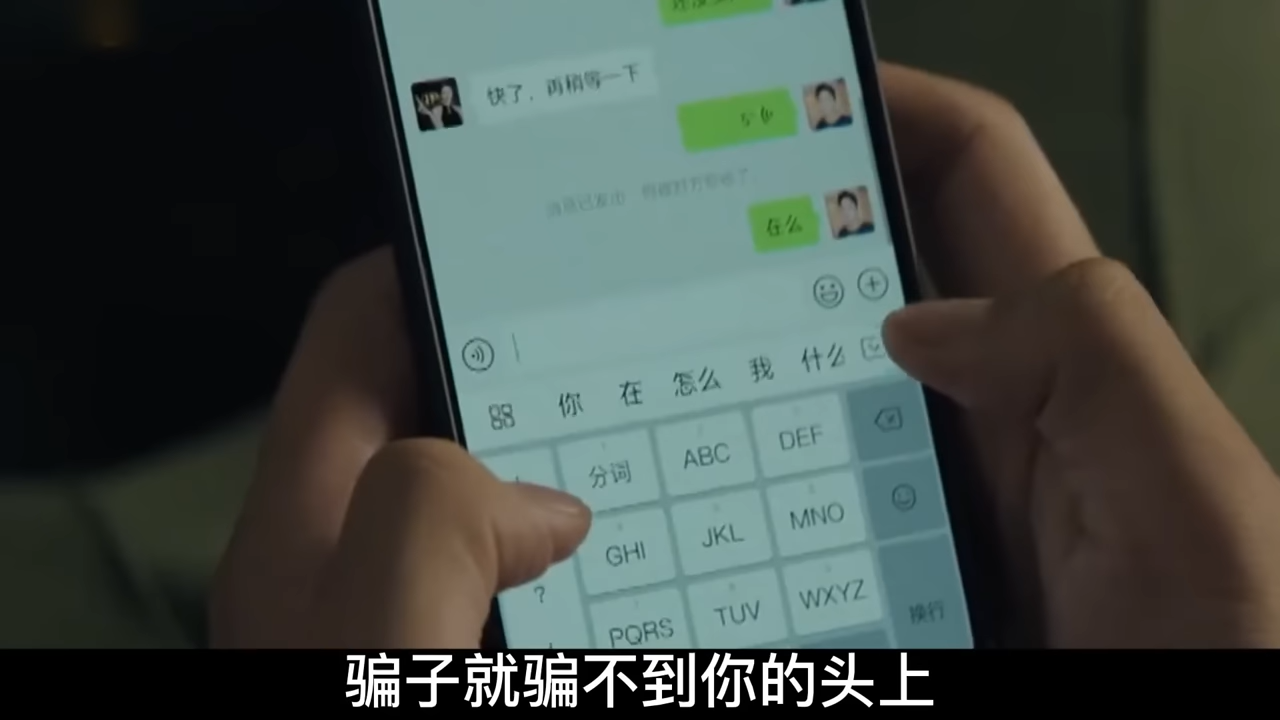 快了，再稍等一下
5"
在么
你 在 怎么 我 什么
分词 ABC DEF
GHI JKL MNO
?
PQRS TUV WXYZ
换行
骗子就骗不到你的头上